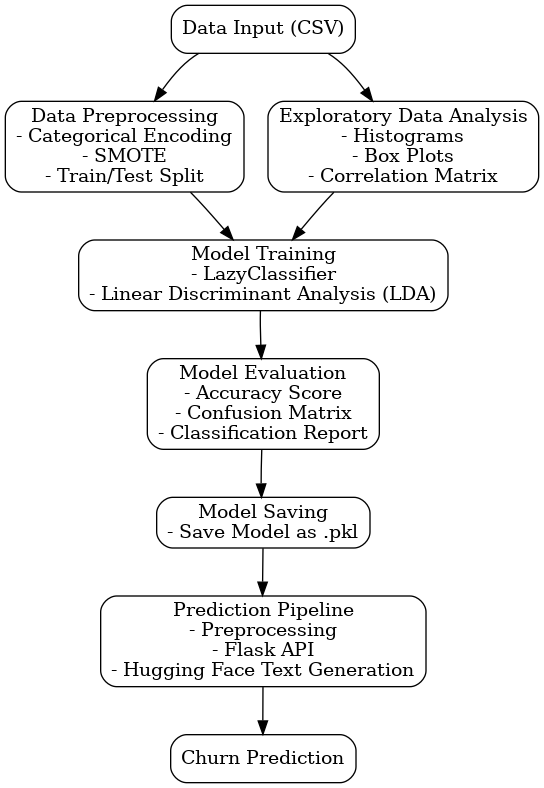 Data Input (CSV)
Data Preprocessing
- Categorical Encoding
- SMOTE
- Train/Test Split
Exploratory Data Analysis
- Histograms
- Box Plots
- Correlation Matrix
Model Training
- LazyClassifier
- Linear Discriminant Analysis (LDA)
Model Evaluation
- Accuracy Score
- Confusion Matrix
- Classification Report
Model Saving
- Save Model as .pkl
Prediction Pipeline
- Preprocessing
- Flask API
- Hugging Face Text Generation
Churn Prediction